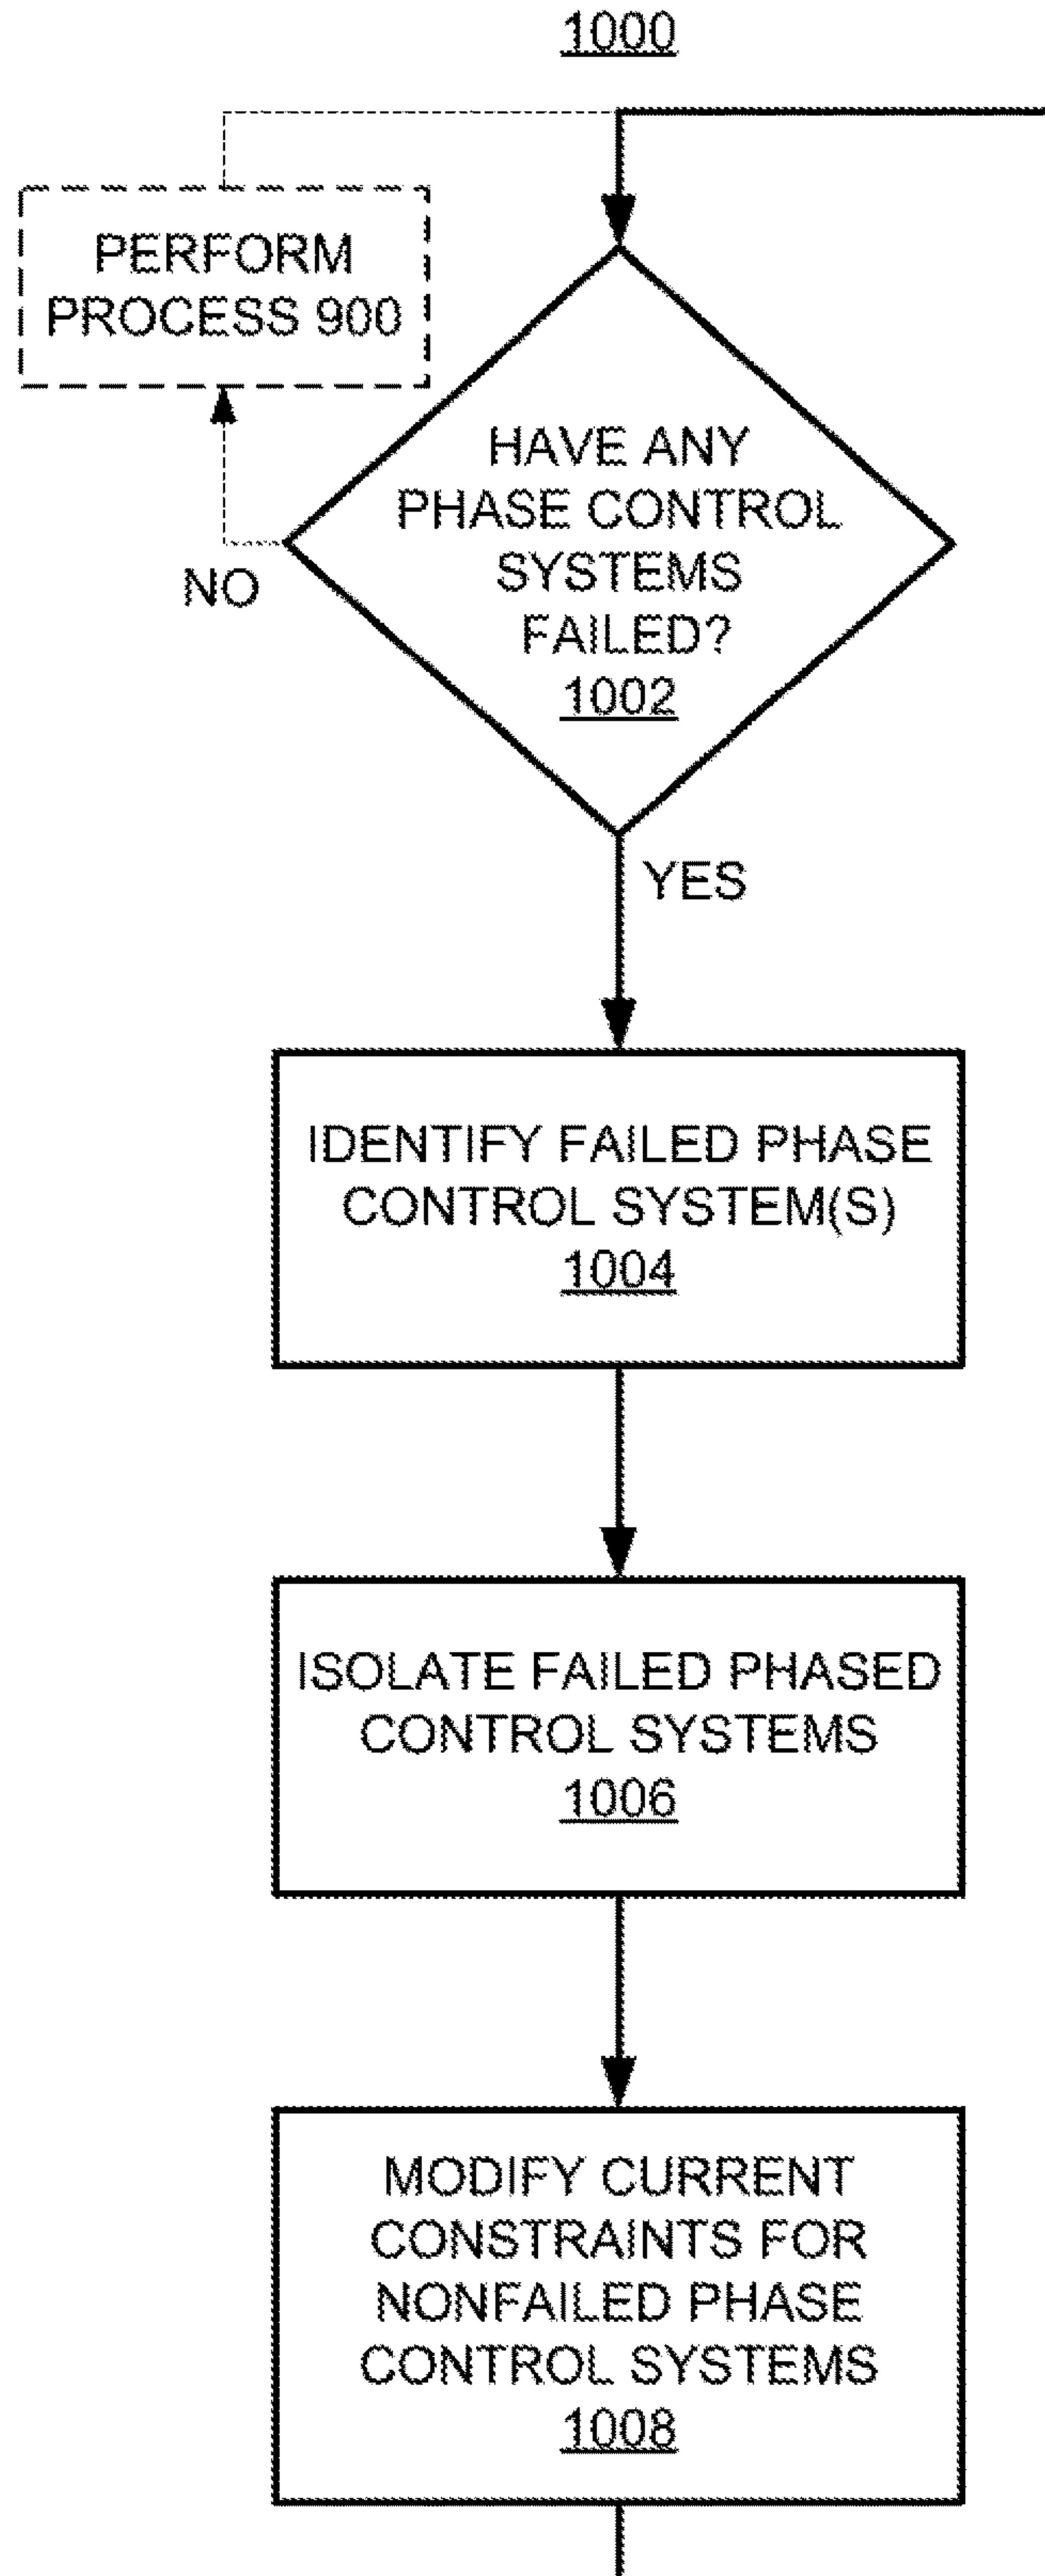 1000
PERFORM
PROCESS 900
HAVE ANY
PHASE CONTROL
SYSTEMS
FAILED?
1002
NO
YES
IDENTIFY FAILED PHASE
CONTROL SYSTEM(S)
1004
ISOLATE FAILED PHASED
CONTROL SYSTEMS
1006
MODIFY CURRENT
CONSTRAINTS FOR
NONFAILED PHASE
CONTROL SYSTEMS
1008